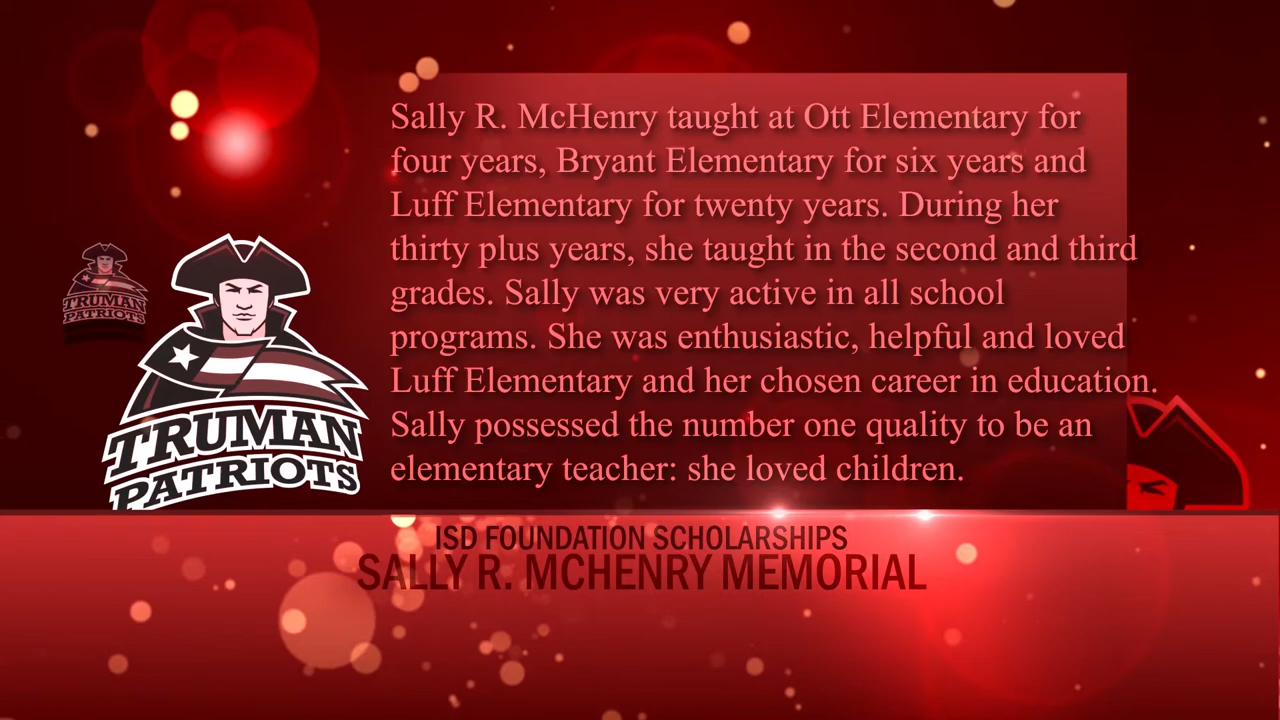 Sally R. McHenry taught at Ott Elementary for
four years, Bryant Elementary for six years and
Luff Elementary for twenty years. During her
thirty plus years, she taught in the second and third
grades. Sally was very active in all school
programs. She was enthusiastic, helpful and loved
Luff Elementary and her chosen career in education.
Sally possessed the number one quality to be an
elementary teacher: she loved children.
TRUMAN
PATRIOTS
TRUMAN
PATRIOTS
ISD FOUNDATION SCHOLARSHIPS
SALLY R. MCHENRY MEMORIAL